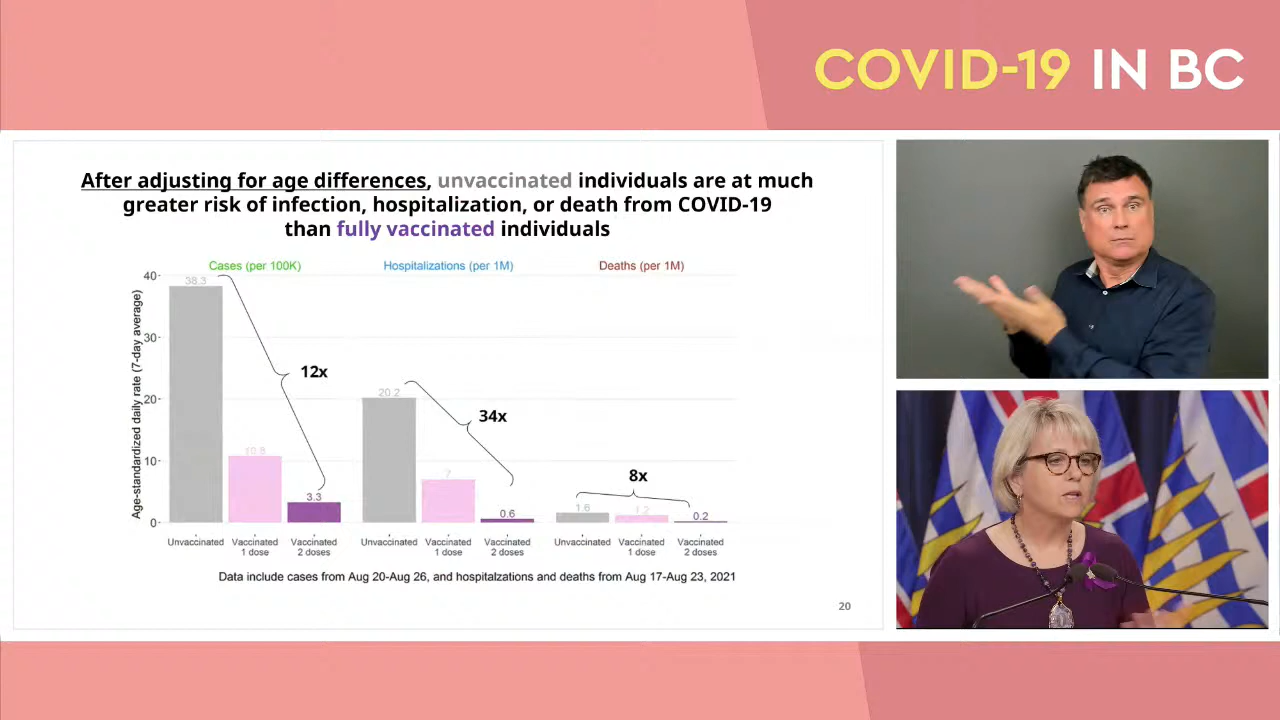 COVID-19 IN BC
After adjusting for age differences, unvaccinated individuals are at much
greater risk of infection, hospitalization, or death from COVID-19
than fully vaccinated individuals
Cases (per 100K)
Hospitalizations (per 1M)
Deaths (per 1M)
Age-standardized daily rate (7-day average)
40
30
20
10
0
38.3
10.8
3.3
12x
20.2
7
0.6
34x
1.6
1.2
0.2
8x
Unvaccinated
Vaccinated
1 dose
Vaccinated
2 doses
Unvaccinated
Vaccinated
1 dose
Vaccinated
2 doses
Unvaccinated
Vaccinated
1 dose
Vaccinated
2 doses
Data include cases from Aug 20-Aug 26, and hospitalzations and deaths from Aug 17-Aug 23, 2021
20